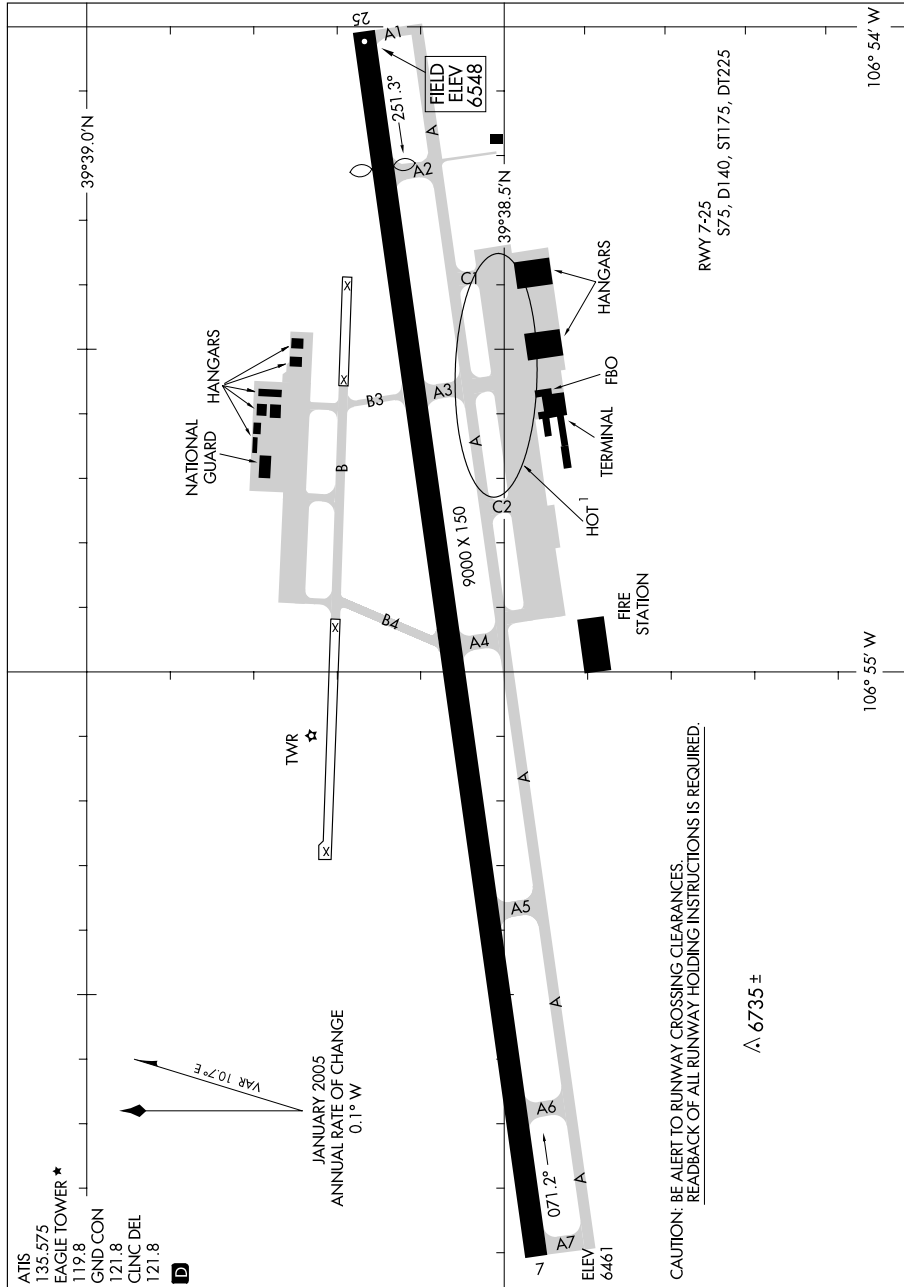 ATIS
135.575
EAGLE TOWER ★
119.8
GND CON
121.8
CLNC DEL
121.8
D
VAR 10.7°E
JANUARY 2005
ANNUAL RATE OF CHANGE
0.1° W
39°39.0'N
TWR
X
X
NATIONAL
GUARD
HANGARS
B
B3
B4
X
X
25
A1
FIELD
ELEV
6548
251.3°
A
A2
39°38.5'N
C1
A3
A
C2
9000 X 150
A4
A
A5
A
A6
071.2°
A
A7
7
ELEV
6461
HANGARS
FBO
TERMINAL
HOT 1
FIRE
STATION
RWY 7-25
S75, D140, ST175, DT225
CAUTION: BE ALERT TO RUNWAY CROSSING CLEARANCES.
READBACK OF ALL RUNWAY HOLDING INSTRUCTIONS IS REQUIRED.
6735 ±
106° 55' W
106° 54' W